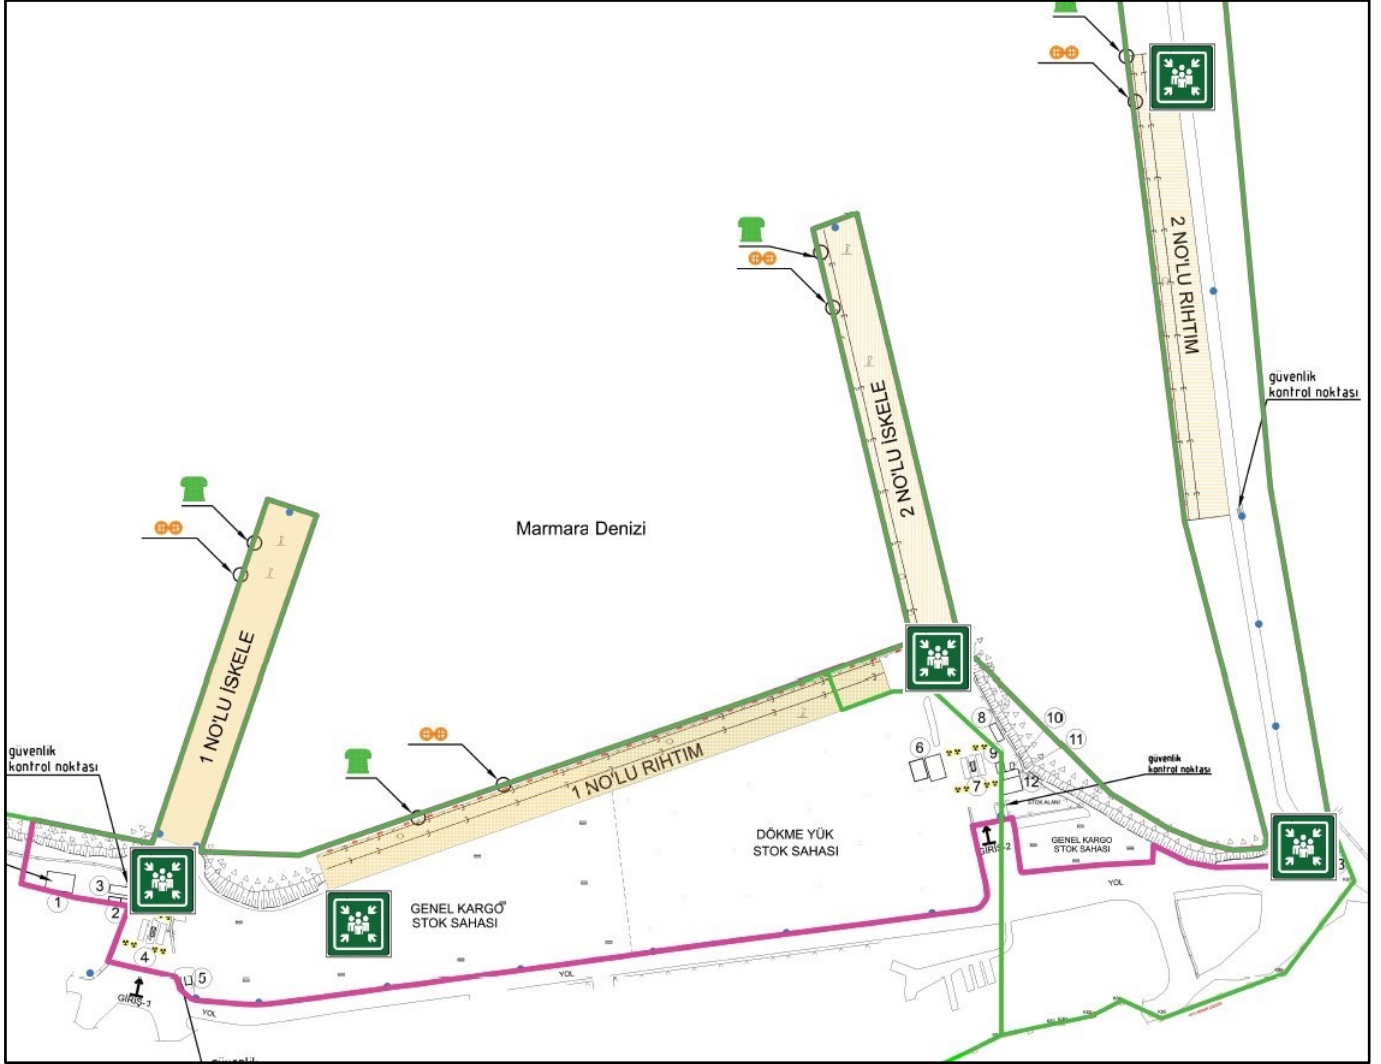 2 NO'LU RIHTIM
güvenlik
kontrol noktası
2 NO'LU İSKELE
Marmara Denizi
1 NO'LU İSKELE
güvenlik
kontrol noktası
1 NO'LU RIHTIM
8
10
11
6
9
7
12
güvenlik
kontrol noktası
STOK ALANI
DÖKME YÜK
STOK SAHASI
GİRİŞ-2
GENEL KARGO
STOK SAHASI
3
YOL
1
3
2
GENEL KARGO
STOK SAHASI
4
5
GİRİŞ-1
YOL
YOL
güvenlik